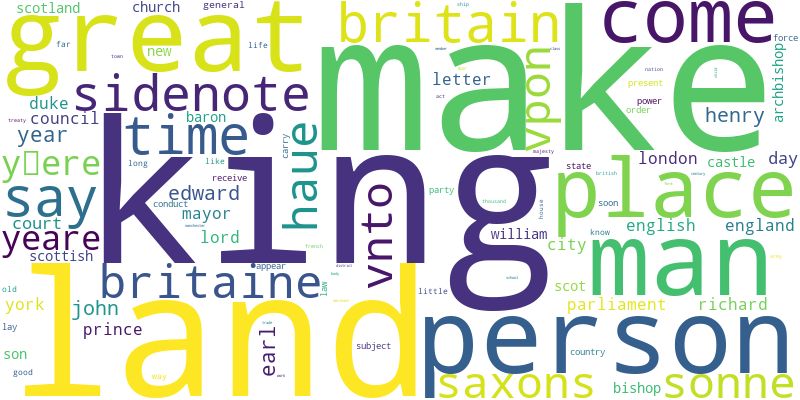 scotland church general
great britain come ship
far new life force
town make
sidenote letter vpon archbishop
duke council baron act nation present power order henry
treaty year time carry
haue
y▯ere long like king london castle day
say receive edward party state british
conduct mayor vnto house soon place thousand
court lord william english england
yeare scottish french city know
britaine appear man scot
old law little parliament richard
york john prince
lay earl subject person country
son land
good way saxons bishop sonne
majesty